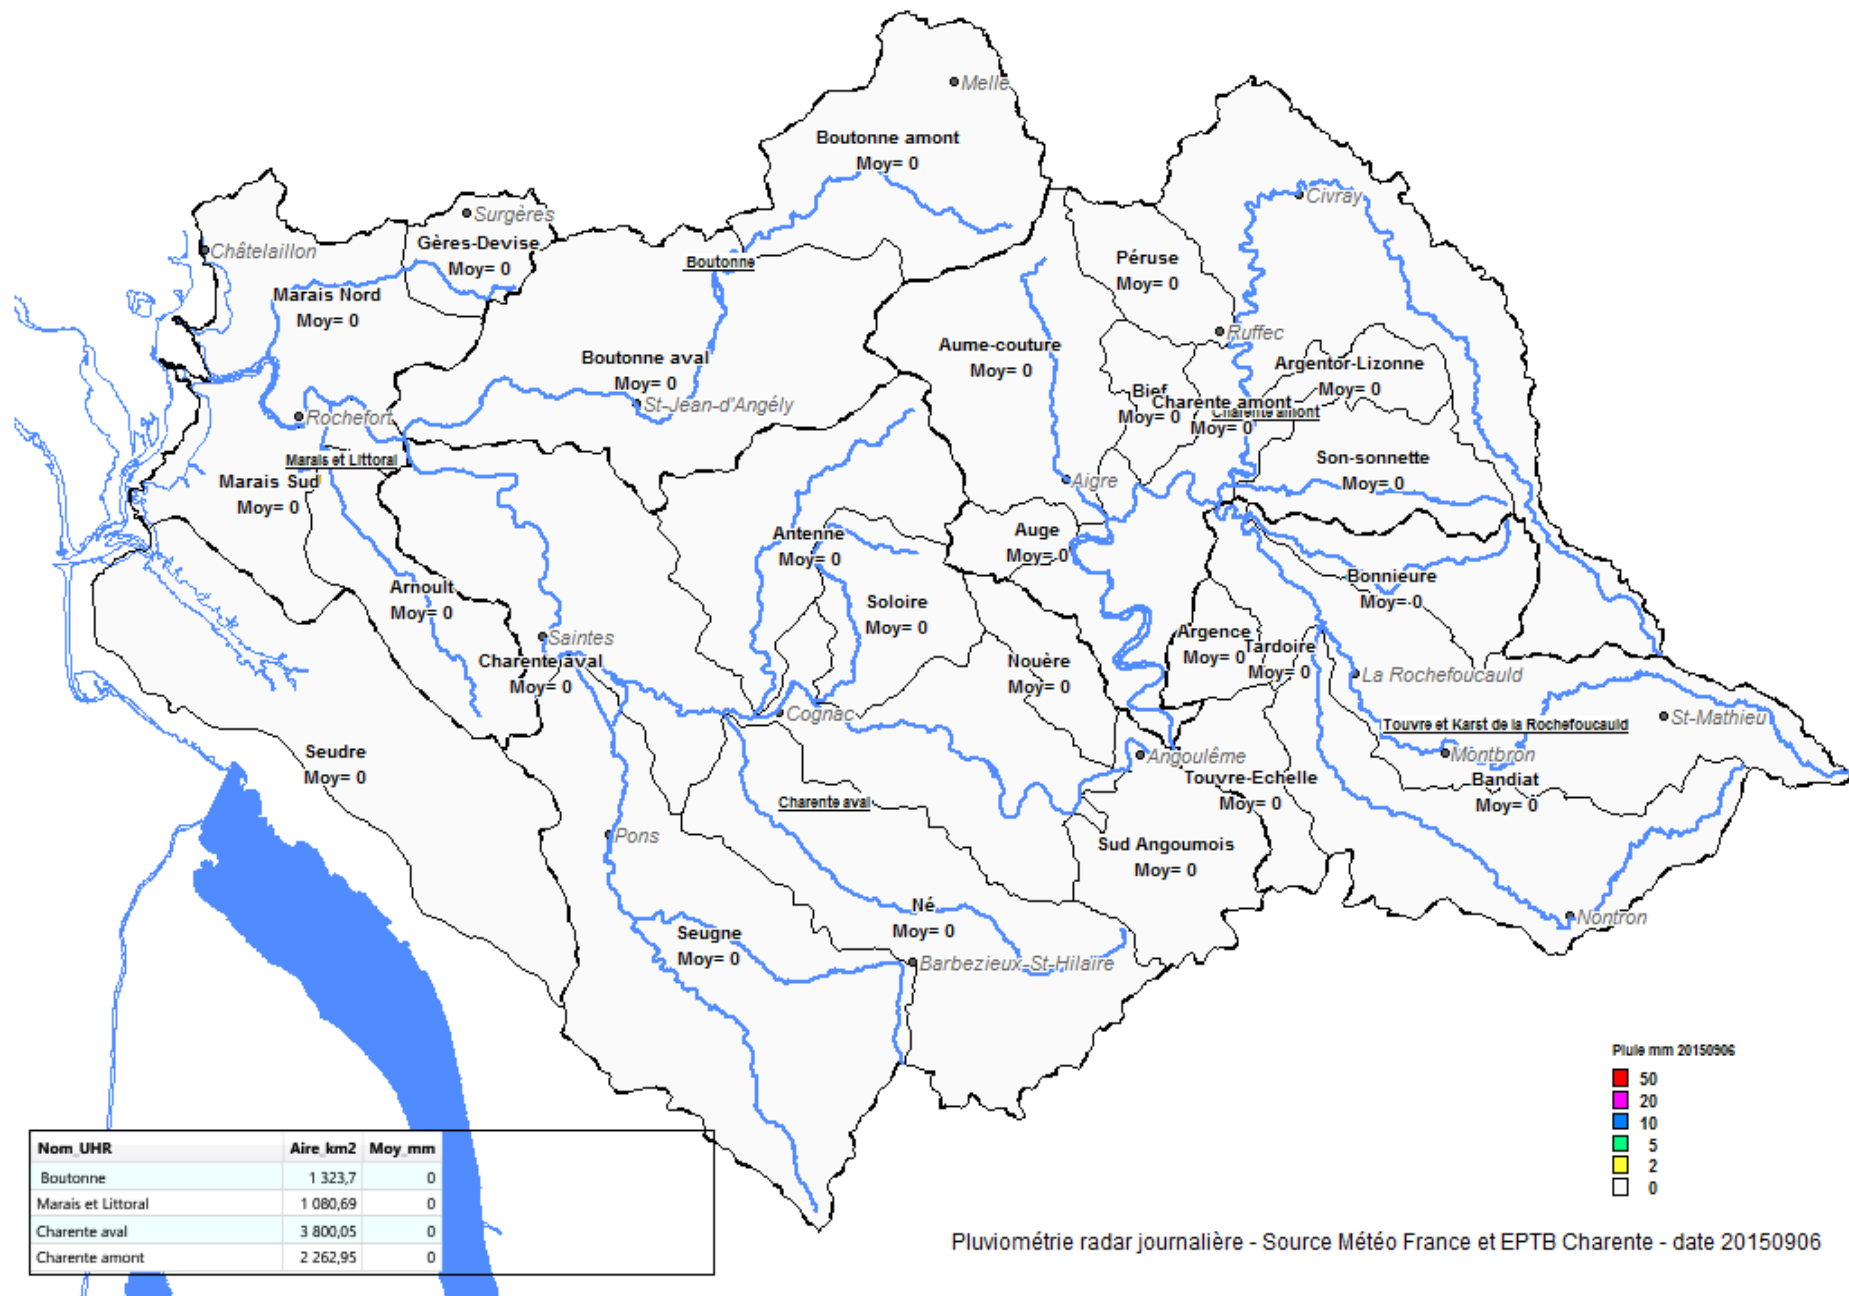 Melle
Boutonne amont
Moy= 0
Civray
Surgères
Gères-Devise
Moy= 0
Châtelaillon
Boutonne
Péruse
Moy= 0
Marais Nord
Moy= 0
Ruffec
Aume-couture
Moy= 0
Boutonne aval
Moy= 0
Argentor-Lizonne
Moy= 0
Bief
Moy= 0
Charente amont
Charente amont
Moy= 0
St-Jean-d'Angély
Rochefort
Marais et Littoral
Marais Sud
Moy= 0
Son-sonnette
Moy= 0
Aigre
Antenne
Moy= 0
Auge
Moy= 0
Arnoult
Moy= 0
Bonnieure
Moy= 0
Soloire
Moy= 0
Saintes
Charente aval
Moy= 0
Argence
Moy= 0
Tardoire
Moy= 0
Nouère
Moy= 0
La Rochefoucauld
Cognac
Touvre et Karst de la Rochefoucauld
St-Mathieu
Seudre
Moy= 0
Angoulême
Montbron
Touvre-Echelle
Moy= 0
Bandiat
Moy= 0
Charente aval
Pons
Sud Angoumois
Moy= 0
Né
Moy= 0
Nontron
Seugne
Moy= 0
Barbezieux-St-Hilaire
Pluie mm 20150906
50
20
10
5
2
0
Nom_UHR Aire_km2 Moy_mm
Boutonne 1 323,7 0
Marais et Littoral 1 080,69 0
Charente aval 3 800,05 0
Charente amont 2 262,95 0
Pluviométrie radar journalière - Source Météo France et EPTB Charente - date 20150906